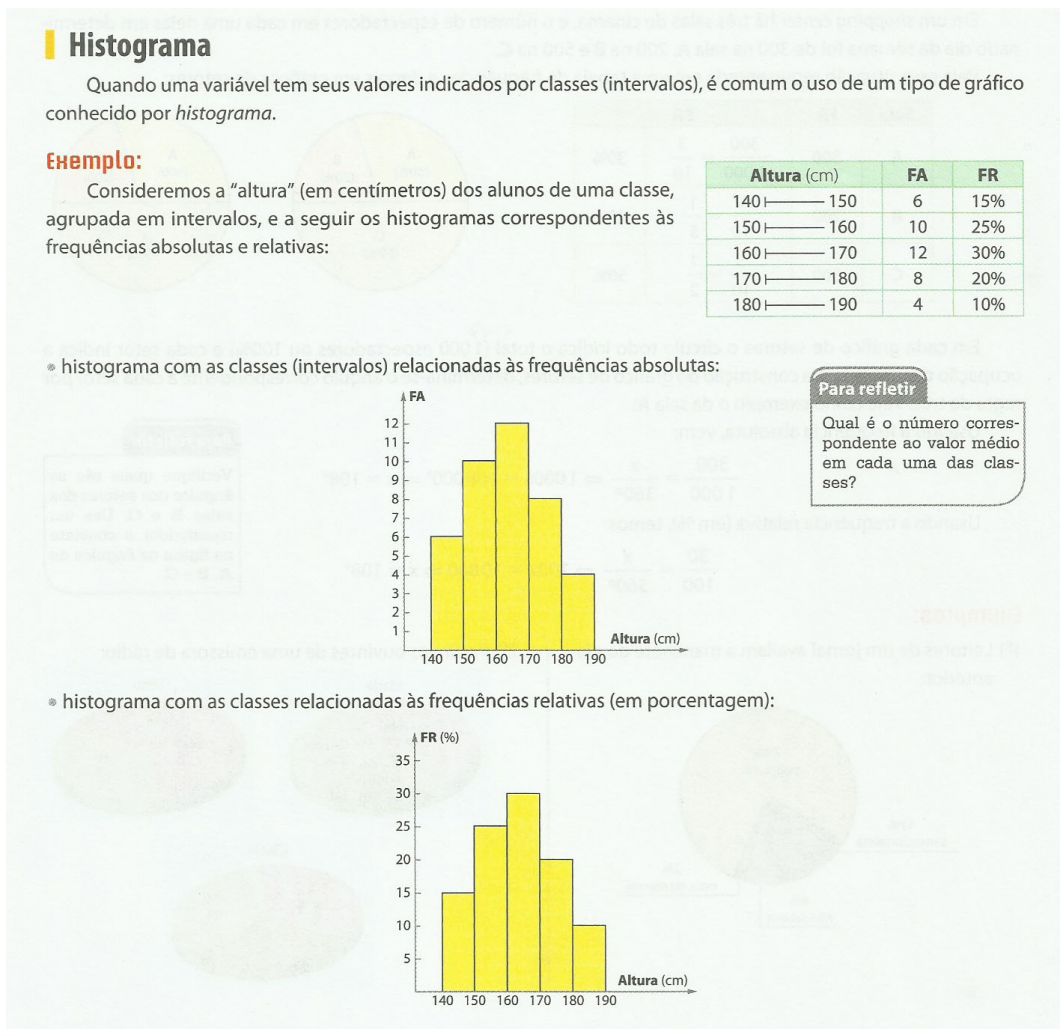 Histograma
Quando uma variável tem seus valores indicados por classes (intervalos), é comum o uso de um tipo de gráfico
conhecido por histograma.
Exemplo:
Consideremos a "altura" (em centímetros) dos alunos de uma classe,
agrupada em intervalos, e a seguir os histogramas correspondentes às
frequências absolutas e relativas:
Altura (cm) FA FR
140 150 6 15%
150 160 10 25%
160 170 12 30%
170 180 8 20%
180 190 4 10%
histograma com as classes (intervalos) relacionadas às frequências absolutas:
Para refletir
Qual é o número corres-
pondente ao valor médio
em cada uma das clas-
ses?
FA
12
11
10
9
8
7
6
5
4
3
2
1
Altura (cm)
140 150 160 170 180 190
histograma com as classes relacionadas às frequências relativas (em porcentagem):
FR (%)
35
30
25
20
15
10
5
Altura (cm)
140 150 160 170 180 190